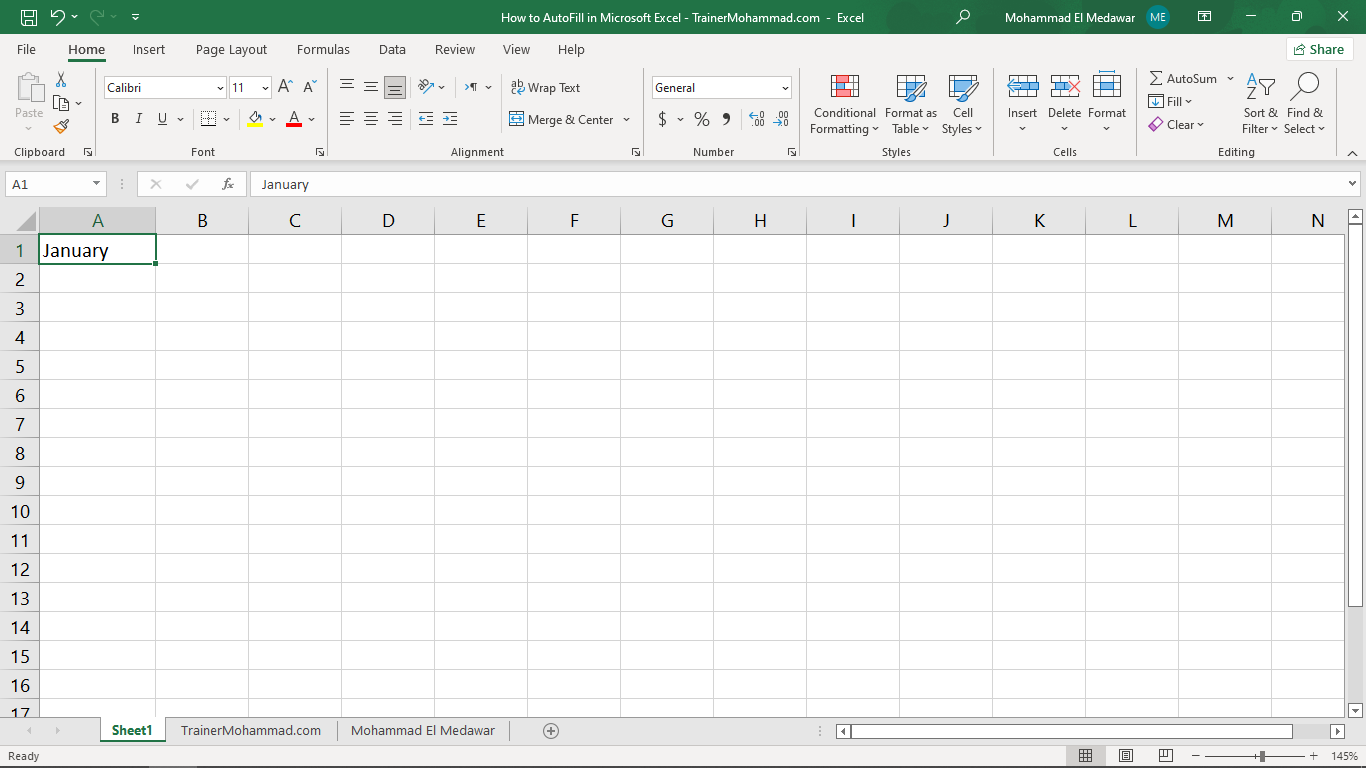 How to AutoFill in Microsoft Excel - TrainerMohammad.com - Excel
Mohammad El Medawar ME
File Home Insert Page Layout Formulas Data Review View Help Share
Paste
Clipboard
Calibri 11
B I U A
Font
ab Wrap Text
Merge & Center
Alignment
General
$ % 9 .00
Number
Conditional Formatting
Format as Table
Cell Styles
Styles
Insert
Delete
Format
Cells
AutoSum
Fill
Clear
Sort & Filter
Find & Select
Editing
A1 fx January
A B C D E F G H I J K L M N
1 January
2
3
4
5
6
7
8
9
10
11
12
13
14
15
16
17
Sheet1 TrainerMohammad.com Mohammad El Medawar
Ready 145%